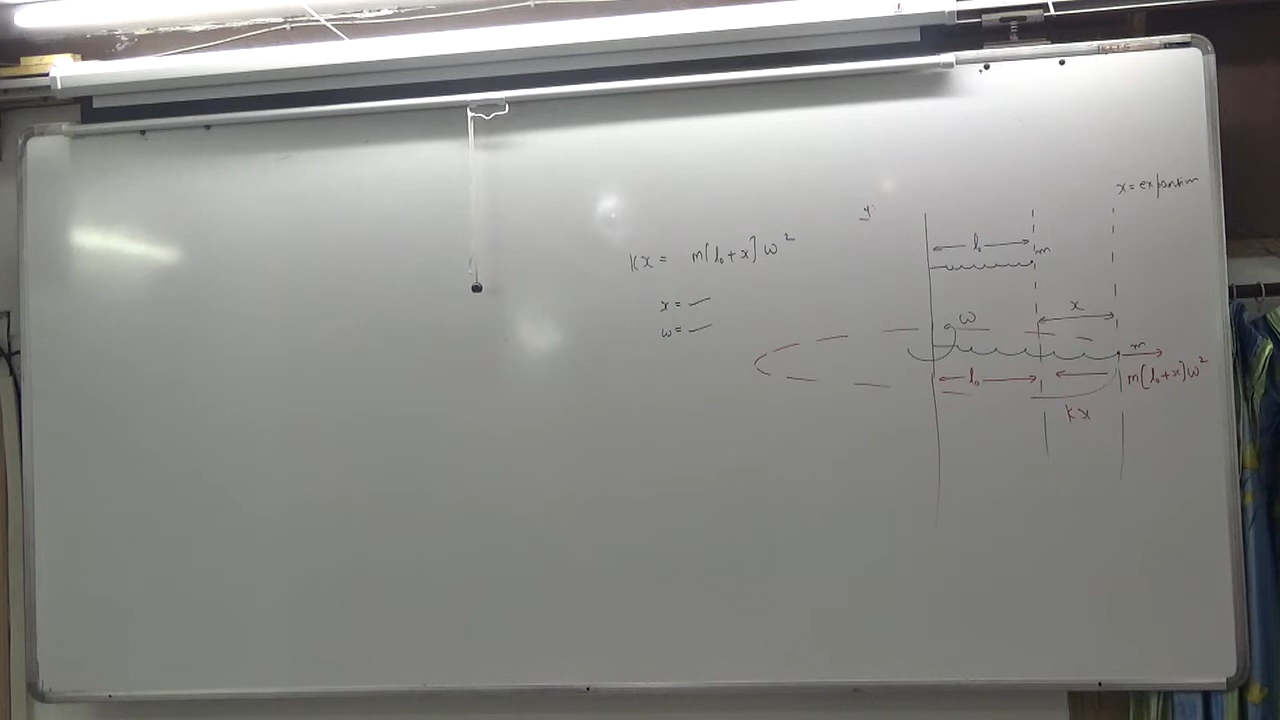 x = expansion
y
l₀
m
Kx = m[l₀+x]ω²
x = ✓
ω = ✓
x
ω
m
l₀
m[l₀+x]ω²
Kx